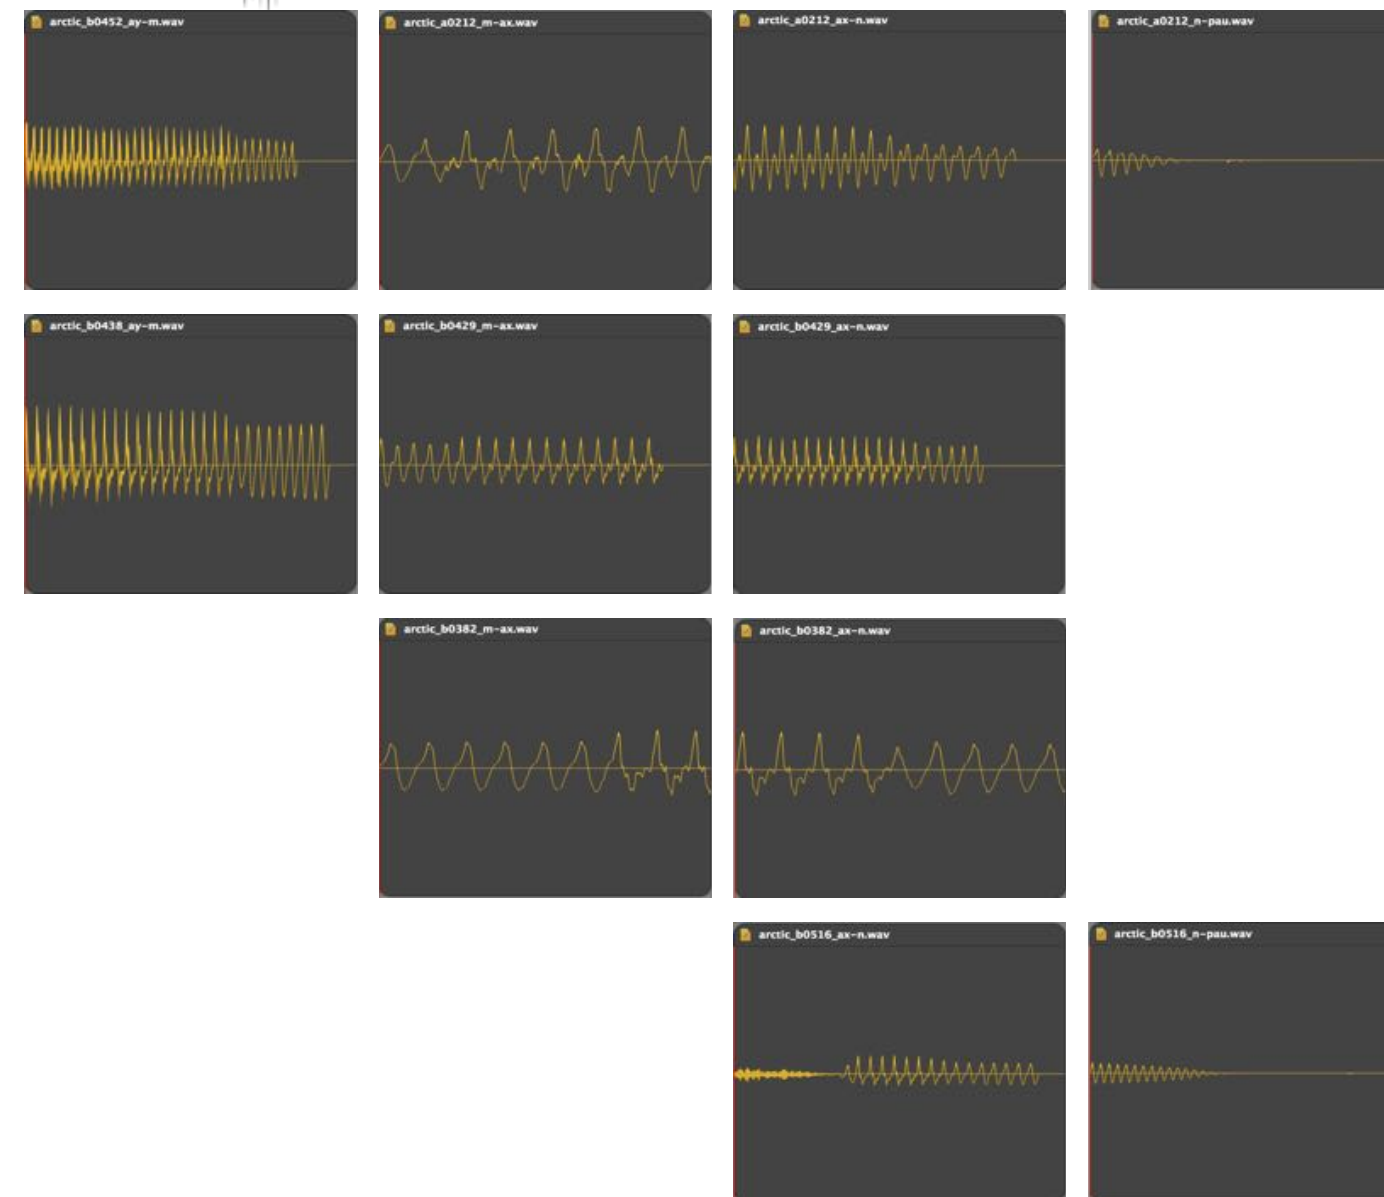 arctic_b0452_ay-m.wav
arctic_a0212_m-ax.wav
arctic_a0212_ax-n.wav
arctic_a0212_n-pau.wav
arctic_b0438_ay-m.wav
arctic_b0429_m-ax.wav
arctic_b0429_ax-n.wav
arctic_b0382_m-ax.wav
arctic_b0382_ax-n.wav
arctic_b0516_ax-n.wav
arctic_b0516_n-pau.wav